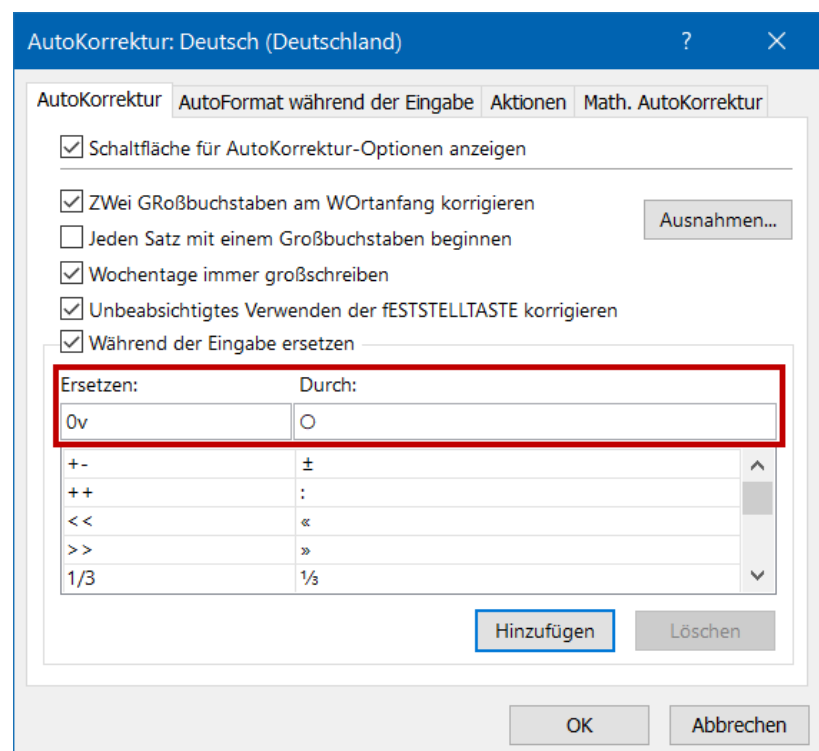 AutoKorrektur: Deutsch (Deutschland) ?
AutoKorrektur AutoFormat während der Eingabe Aktionen Math. AutoKorrektur
Schaltfläche für AutoKorrektur-Optionen anzeigen
ZWei GRoßbuchstaben am WOrtanfang korrigieren
Ausnahmen...
Jeden Satz mit einem Großbuchstaben beginnen
Wochentage immer großschreiben
Unbeabsichtigtes Verwenden der fESTSTELLTASTE korrigieren
Während der Eingabe ersetzen
Ersetzen: Durch:
0v ○
+- ±
++ :
<< «
>> »
1/3 ⅓
Hinzufügen Löschen
OK Abbrechen